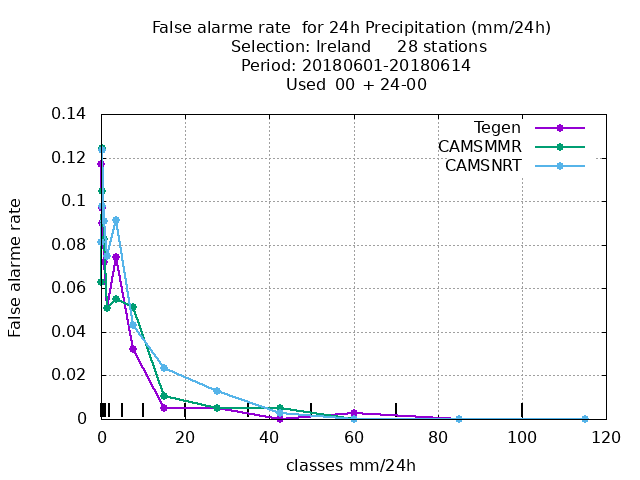 False alarme rate  for 24h Precipitation (mm/24h)
Selection: Ireland     28 stations
Period: 20180601-20180614
Used  00 + 24-00
Tegen
CAMSMMR
CAMSNRT
False alarme rate
0.14
0.12
0.1
0.08
0.06
0.04
0.02
0
0 20 40 60 80 100 120
classes mm/24h